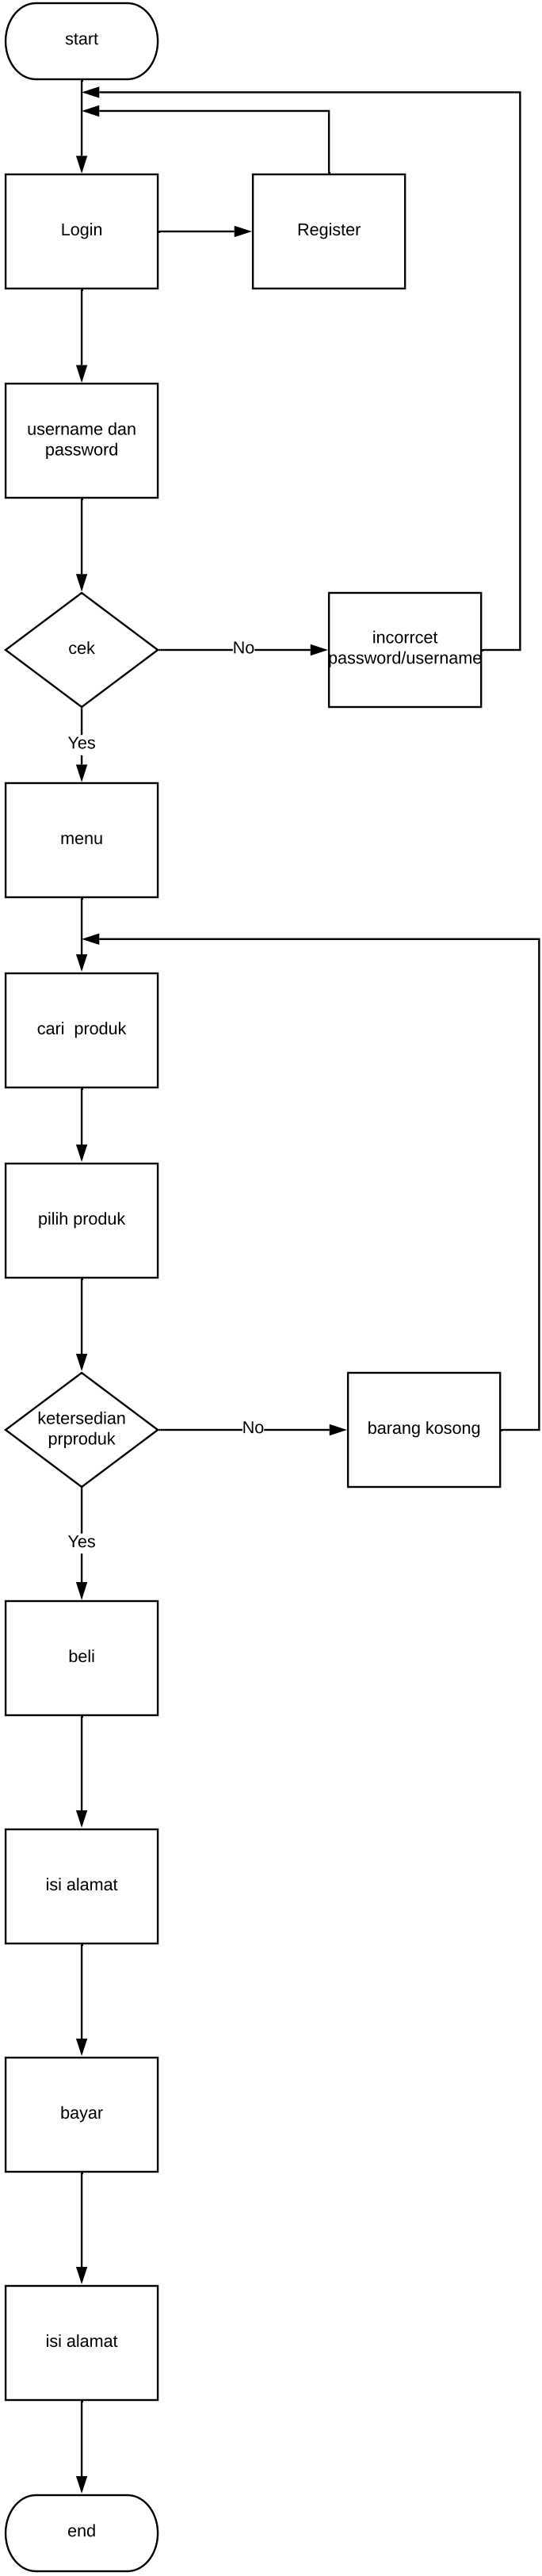 start
Login
Register
username dan
password
cek
No
incorrcet
password/username
Yes
menu
cari  produk
pilih produk
ketersedian
prproduk
No
barang kosong
Yes
beli
isi alamat
bayar
isi alamat
end